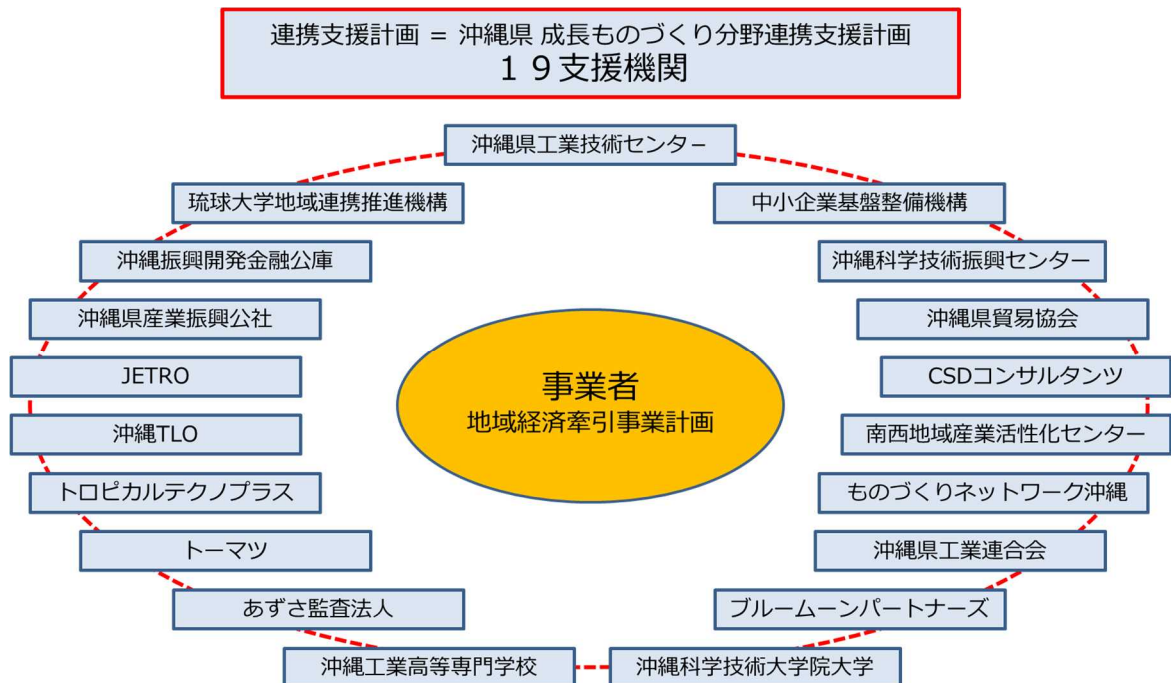 連携支援計画 = 沖縄県 成長ものづくり分野連携支援計画
１９支援機関
沖縄県工業技術センター
琉球大学地域連携推進機構
中小企業基盤整備機構
沖縄振興開発金融公庫
沖縄科学技術振興センター
沖縄県産業振興公社
沖縄県貿易協会
JETRO
CSDコンサルタンツ
事業者
地域経済牽引事業計画
沖縄TLO
南西地域産業活性化センター
トロピカルテクノプラス
ものづくりネットワーク沖縄
トーマツ
沖縄県工業連合会
あずさ監査法人
ブルームーンパートナーズ
沖縄工業高等専門学校
沖縄科学技術大学院大学